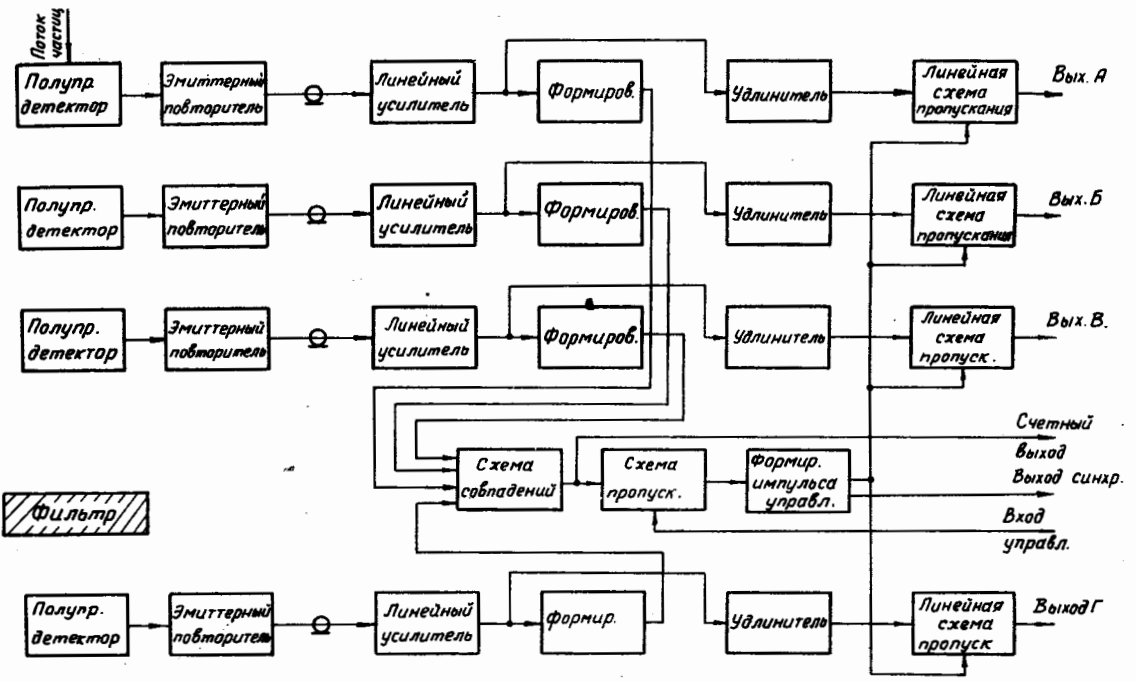 Поток
частиц
Полупр.
детектор
Эмиттерный
повторитель
Линейный
усилитель
Формиров.
Удлинитель
Линейная
схема
пропускания
Вых. А
Полупр.
детектор
Эмиттерный
повторитель
Линейный
усилитель
Формиров.
Удлинитель
Линейная
схема
пропускания
Вых. Б
Полупр.
детектор
Эмиттерный
повторитель
Линейный
усилитель
Формиров.
Удлинитель
Линейная
схема
пропуск.
Вых. В.
Схема
совпадений
Схема
пропуск.
Формир.
импульса
управл.
Счетный
выход
Выход синхр.
Вход
управл.
Фильтр
Полупр.
детектор
Эмиттерный
повторитель
Линейный
усилитель
Формир.
Удлинитель
Линейная
схема
пропуск
Выход Г